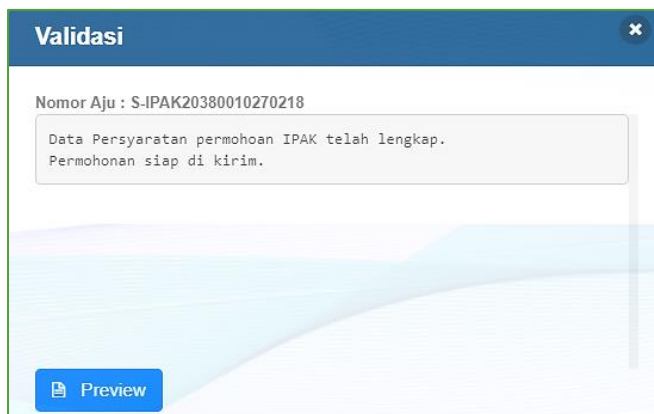 Validasi
Nomor Aju : S-IPAK20380010270218
Data Persyaratan permohoan IPAK telah lengkap.
Permohonan siap di kirim.
Preview